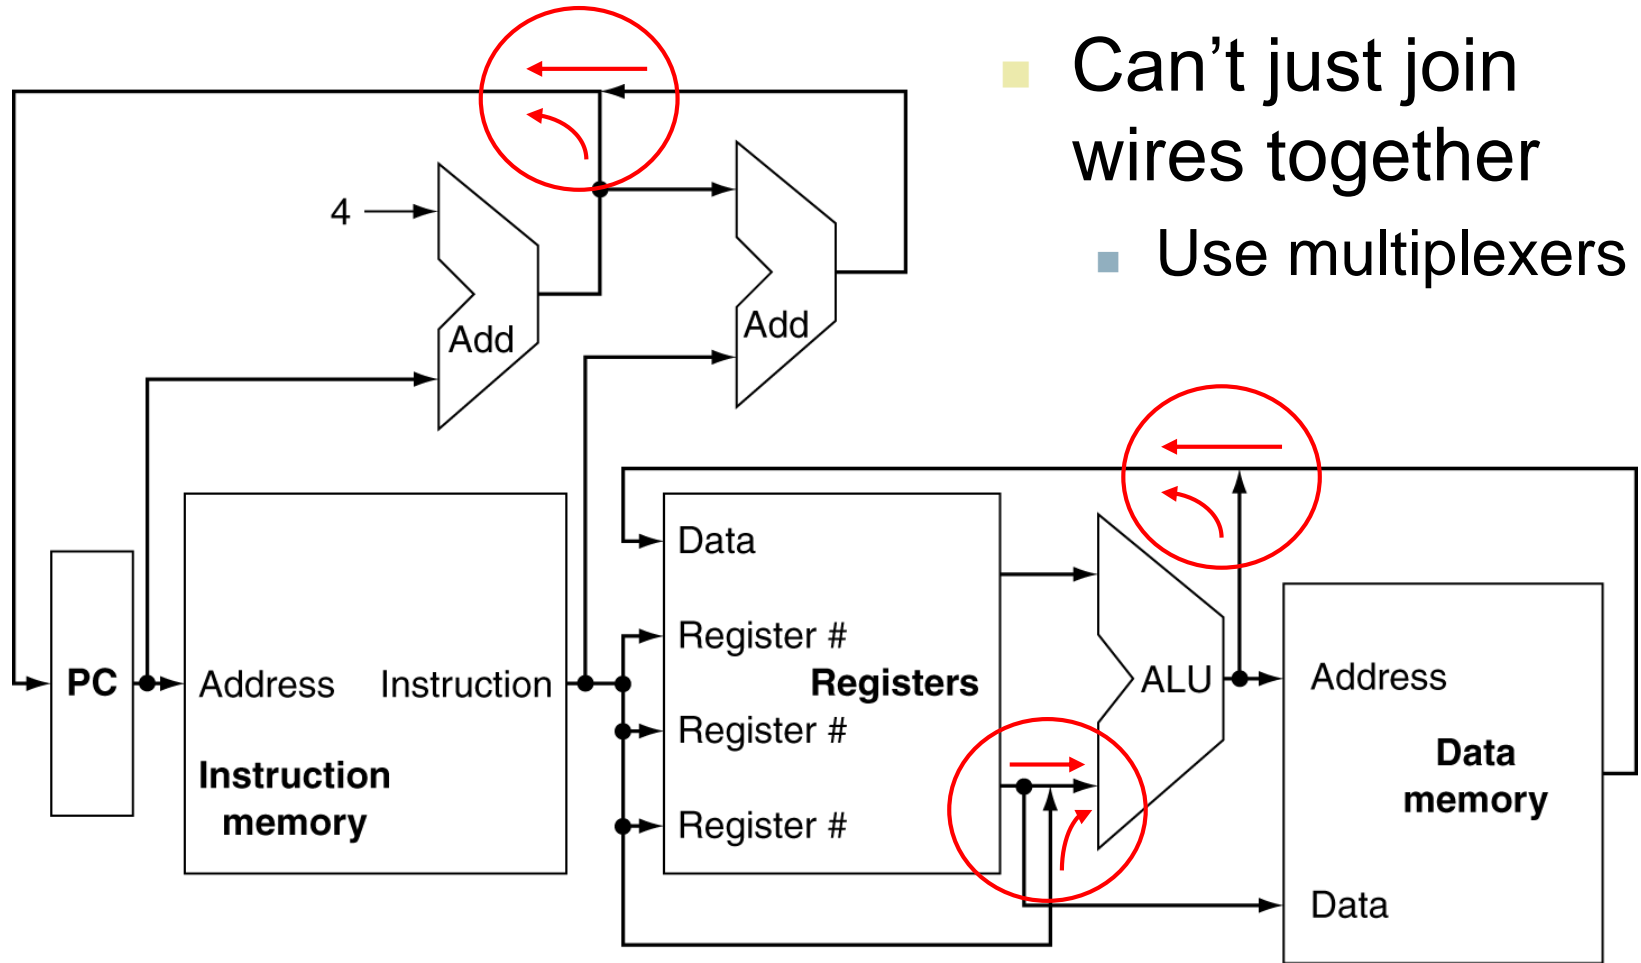 Can’t just join
wires together
Use multiplexers
4
Add
Add
Data
Register #
PC
Address
Instruction
Registers
ALU
Address
Register #
Instruction
memory
Data
memory
Register #
Data